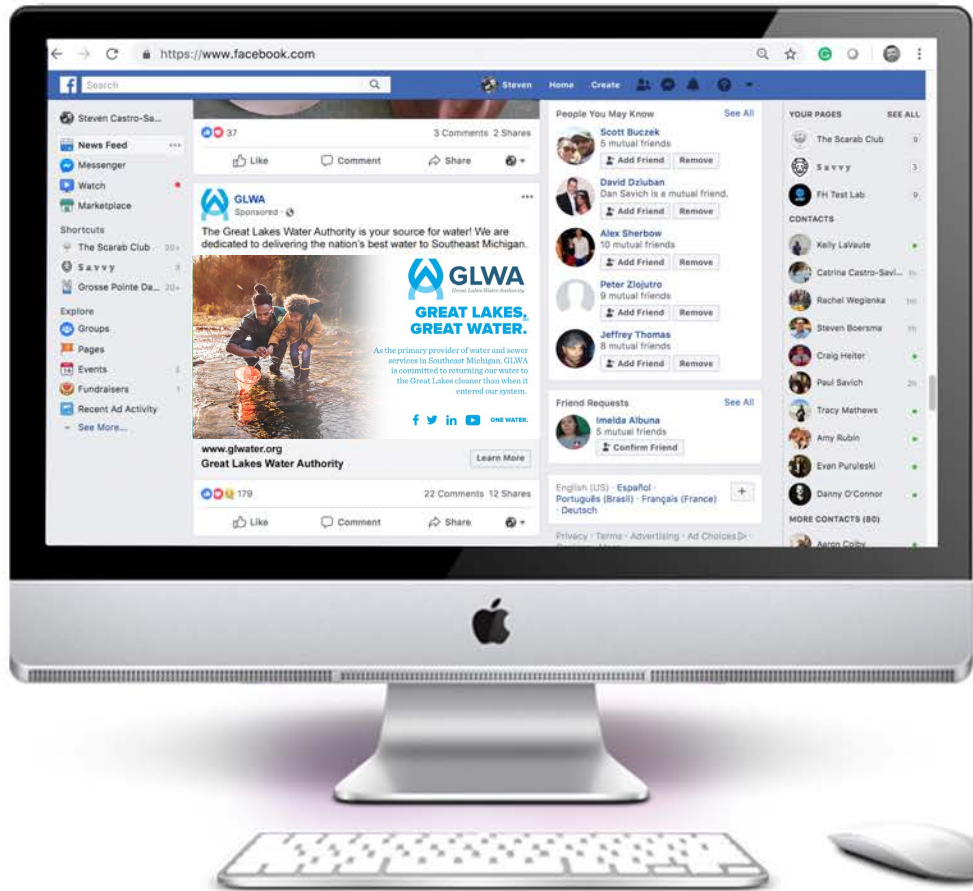 https://www.facebook.com
f
Search
Steven
Home
Create
Steven Castro-Sa...
News Feed
Messenger
Watch
Marketplace
Shortcuts
The Scarab Club 20+
S a v v y 3
Grosse Pointe Da... 20+
Explore
Groups
Pages
Events 5
Fundraisers 1
Recent Ad Activity
See More...
37
3 Comments 2 Shares
Like
Comment
Share
GLWA
Sponsored ·
The Great Lakes Water Authority is your source for water! We are
dedicated to delivering the nation's best water to Southeast Michigan.
GLWA
Great Lakes Water Authority
GREAT LAKES,
GREAT WATER.
As the primary provider of water and sewer
services in Southeast Michigan, GLWA
is committed to returning our water to
the Great Lakes cleaner than when it
entered our system.
ONE WATER.
www.glwater.org
Great Lakes Water Authority
Learn More
179
22 Comments 12 Shares
Like
Comment
Share
People You May Know
See All
Scott Buczek
5 mutual friends
Add Friend
Remove
David Dziuban
Dan Savich is a mutual friend.
Add Friend
Remove
Alex Sherbow
10 mutual friends
Add Friend
Remove
Peter Zlojutro
9 mutual friends
Add Friend
Remove
Jeffrey Thomas
8 mutual friends
Add Friend
Remove
Friend Requests
See All
Imelda Albuna
5 mutual friends
Confirm Friend
English (US) · Español ·
Português (Brasil) · Français (France)
· Deutsch
Privacy · Terms · Advertising · Ad Choices ·
YOUR PAGES
SEE ALL
The Scarab Club 9
S a v v y 3
FH Test Lab 9
CONTACTS
Kelly LaVaute
Catrina Castro-Savi...
Rachel Wegienka
Steven Boersma
Craig Heiter
Paul Savich
Tracy Mathews
Amy Rubin
Evan Puruleski
Danny O'Connor
MORE CONTACTS (80)
Aaron Colby